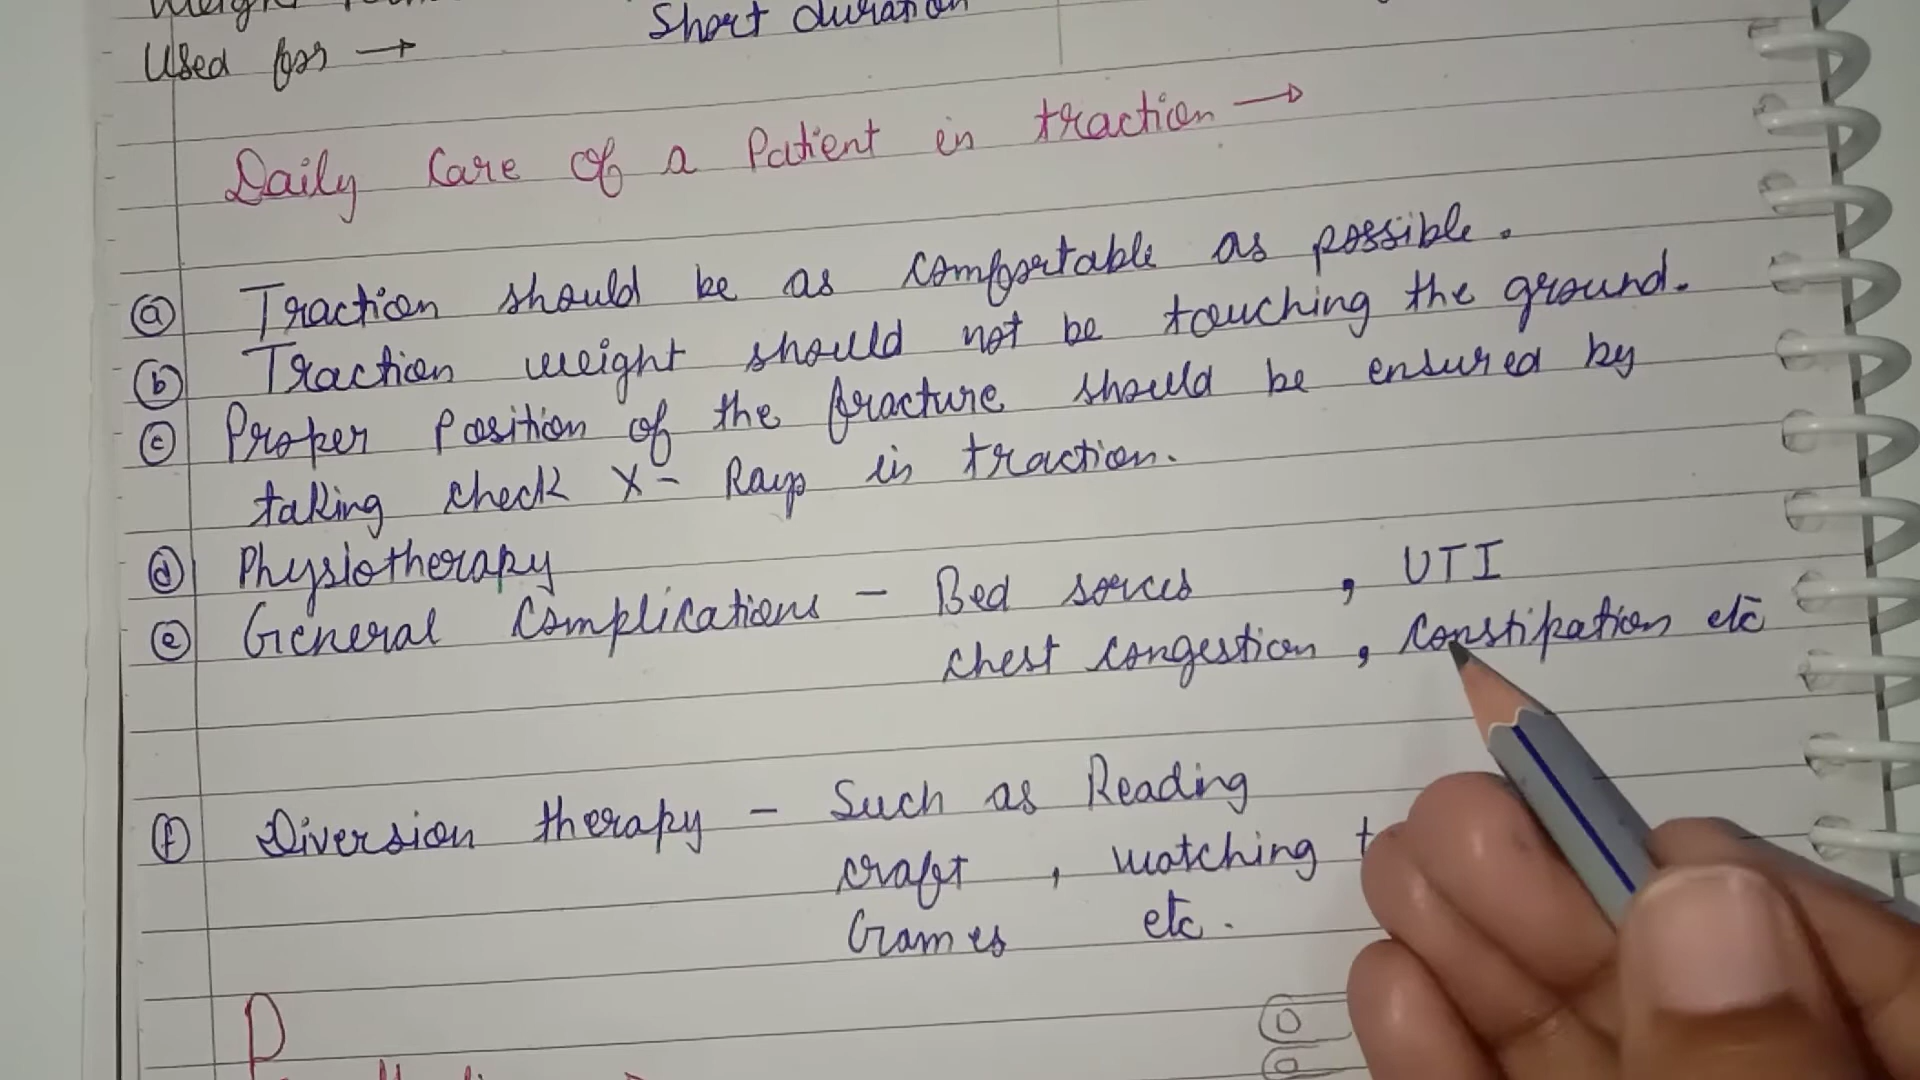 Short duration
Used for →
Daily Care of a Patient in traction →
(a) Traction should be as comfortable as possible.
(b) Traction weight should not be touching the ground.
(c) Proper Position of the fracture should be ensured by
taking check X- Rays in traction.
(d) Physiotherapy
(e) General Complications - Bed sores , UTI
chest congestion , constipation etc
(f) Diversion therapy - Such as Reading
craft , watching
Games etc.